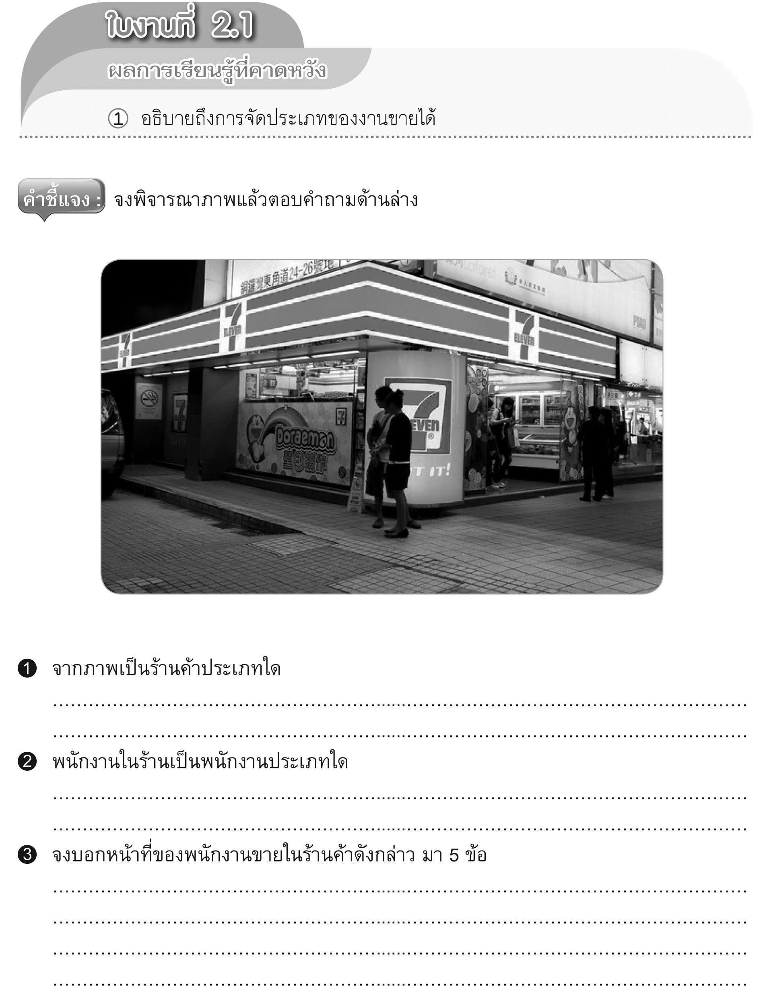 ใบงานที่ 2.1
ผลการเรียนรู้ที่คาดหวัง
1 อธิบายถึงการจัดประเภทของงานขายได้
คำชี้แจง : จงพิจารณาภาพแล้วตอบคำถามด้านล่าง
銅鑼灣東角道24-26號地
Laforet
POAD
7 ELEVEN
7 ELEVEN
7 ELEVEN
Doraemon
7 ELEVEN
T IT!
1 จากภาพเป็นร้านค้าประเภทใด
2 พนักงานในร้านเป็นพนักงานประเภทใด
3 จงบอกหน้าที่ของพนักงานขายในร้านค้าดังกล่าว มา 5 ข้อ